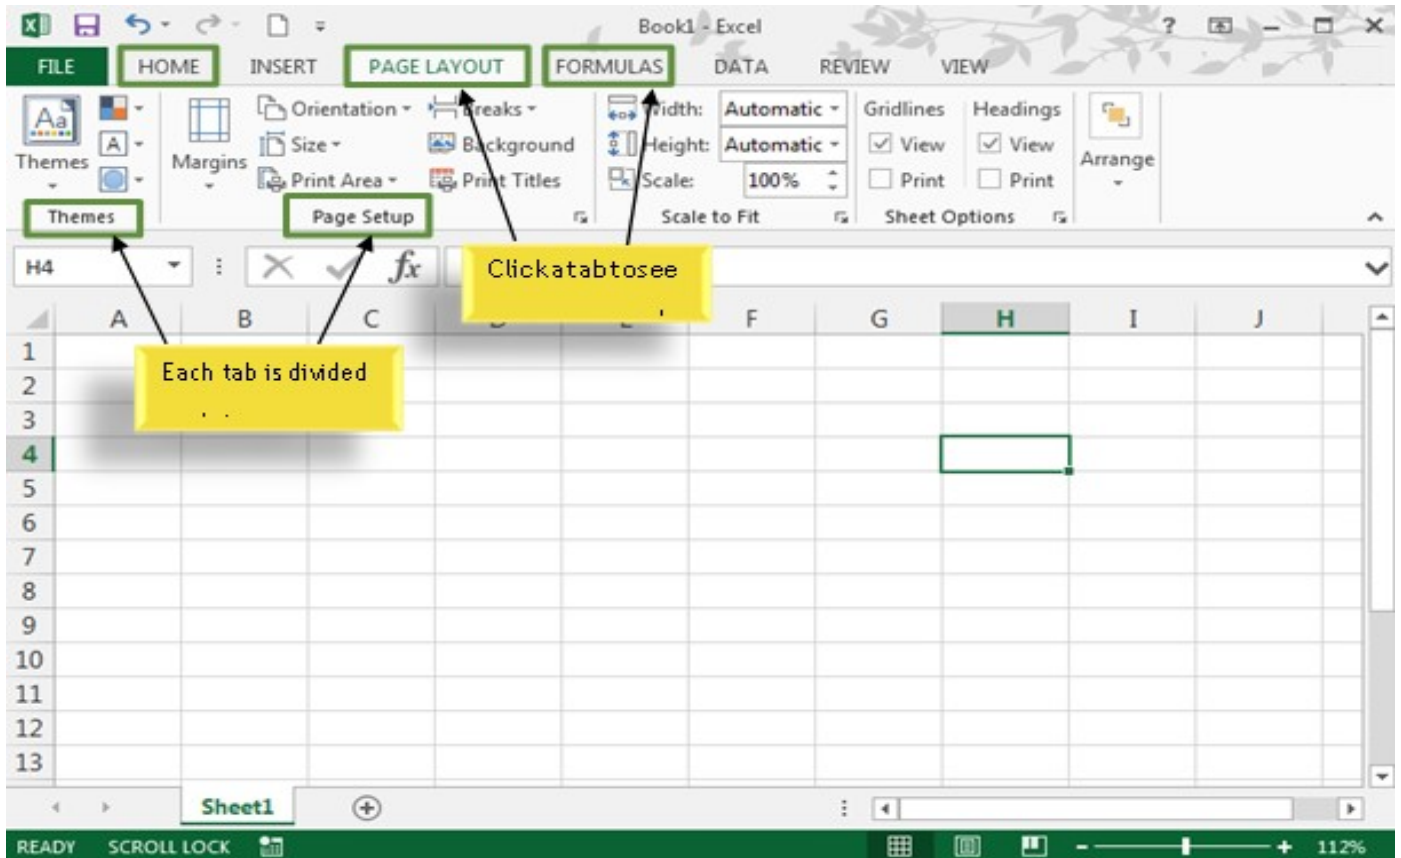 Book1 - Excel
?
FILE HOME INSERT PAGE LAYOUT FORMULAS DATA REVIEW VIEW
Aa Orientation Breaks Width: Automatic Gridlines Headings
A Size Background Height: Automatic View View
Themes Margins Print Area Print Titles Scale: 100% Print Print Arrange
Themes Page Setup Scale to Fit Sheet Options
H4 fx
Clickatabtosee
A B C F G H I J
1
Each tab is divided
2
3
4
5
6
7
8
9
10
11
12
13
Sheet1
READY SCROLL LOCK 112%